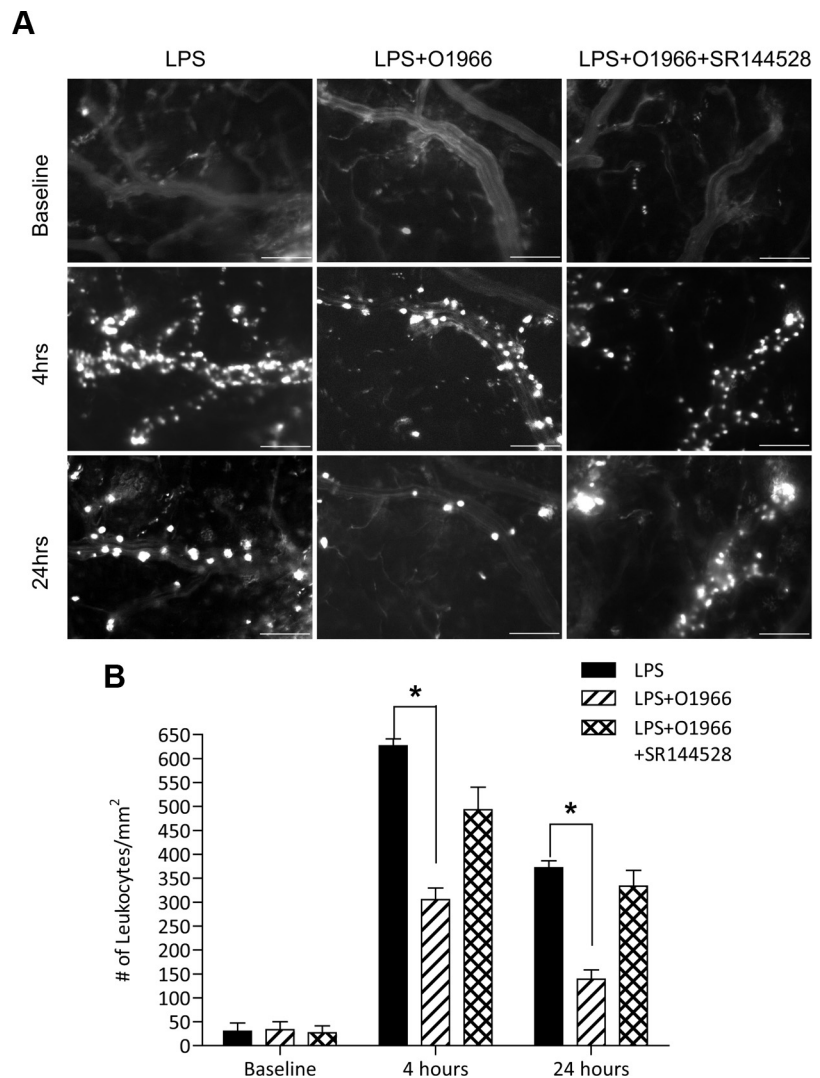 A
LPS
LPS+O1966
LPS+O1966+SR144528
Baseline
4hrs
24hrs
B
LPS
LPS+O1966
LPS+O1966
+SR144528
*
*
# of Leukocytes/mm²
650
600
550
500
450
400
350
300
250
200
150
100
50
0
Baseline
4 hours
24 hours